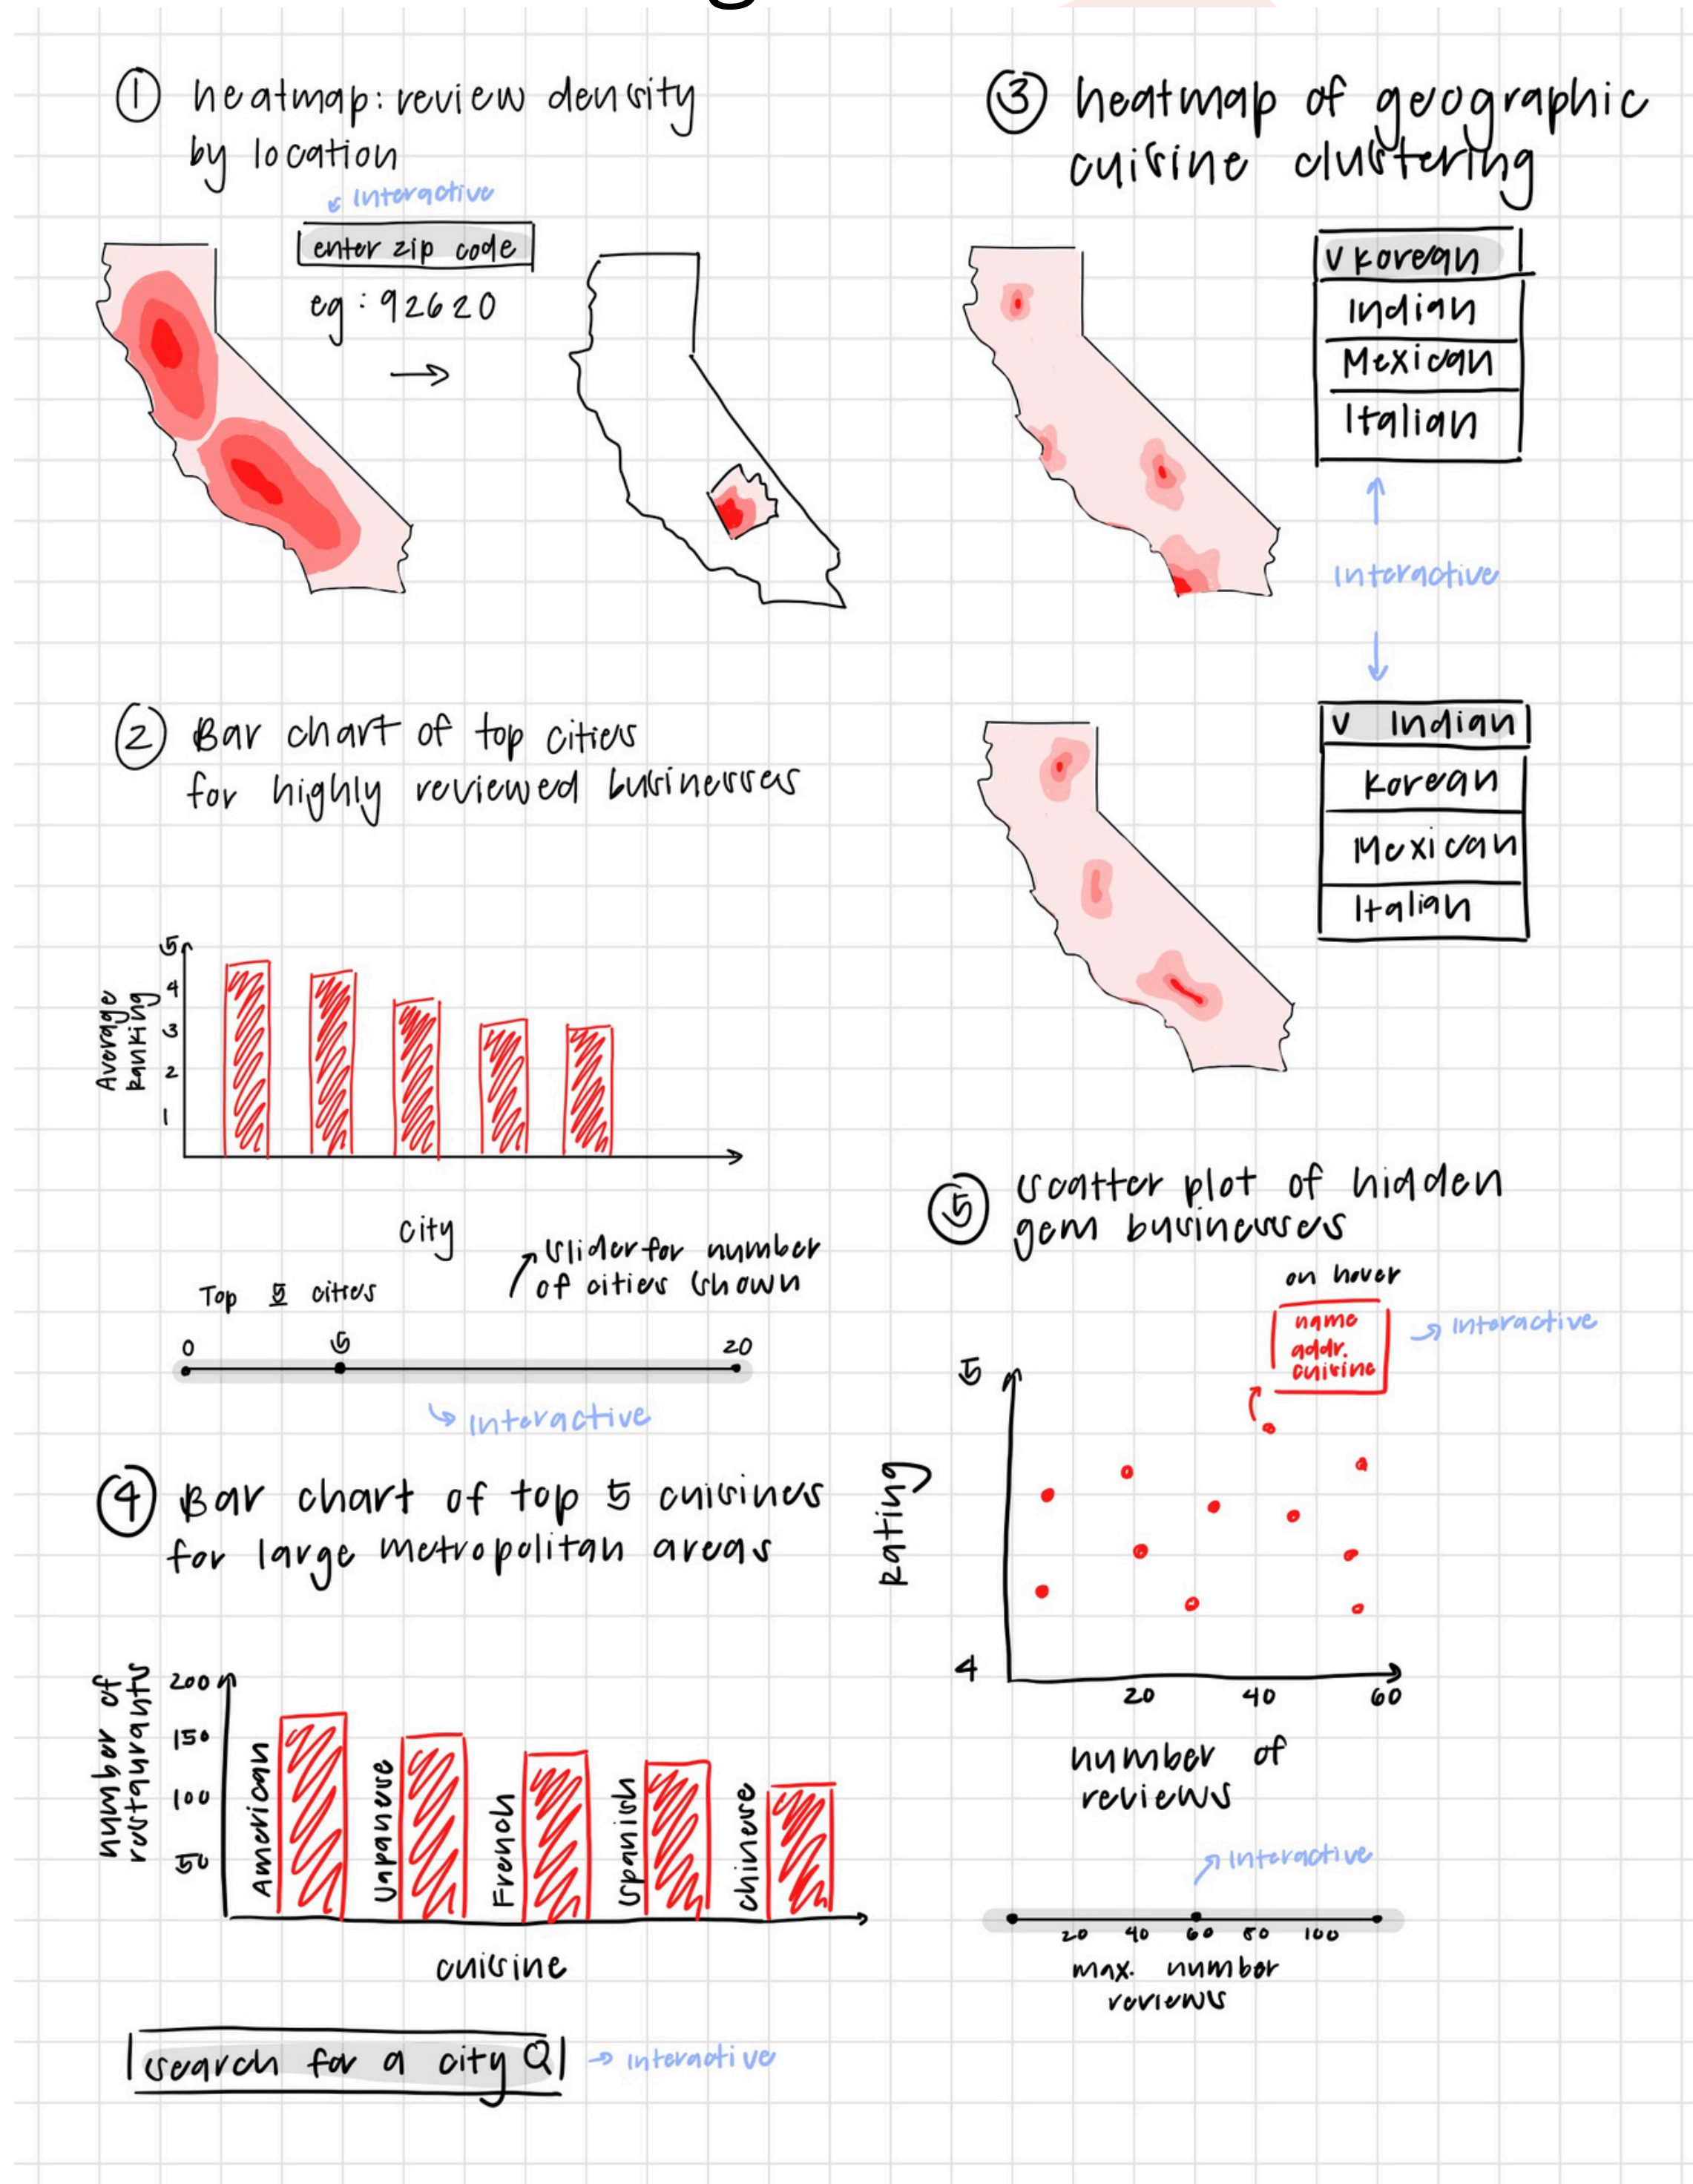 ① heatmap: review density
by location
interactive
enter zip code
eg: 92620
② Bar chart of top cities
for highly reviewed businesses
Average
Ranking
5
4
3
2
1
city
slider for number
of cities shown
Top 5 cities
0
5
20
interactive
④ Bar chart of top 5 cuisines
for large metropolitan areas
number of
restaurants
200
150
100
50
American
Japanese
French
Spanish
Chinese
cuisine
search for a city
interactive
③ heatmap of geographic
cuisine clustering
v Korean
Indian
Mexican
Italian
interactive
v Indian
Korean
Mexican
Italian
⑤ scatter plot of hidden
gem businesses
on hover
name
addr.
cuisine
interactive
5
rating
4
20 40 60
number of
reviews
interactive
20 40 60 80 100
max. number
reviews